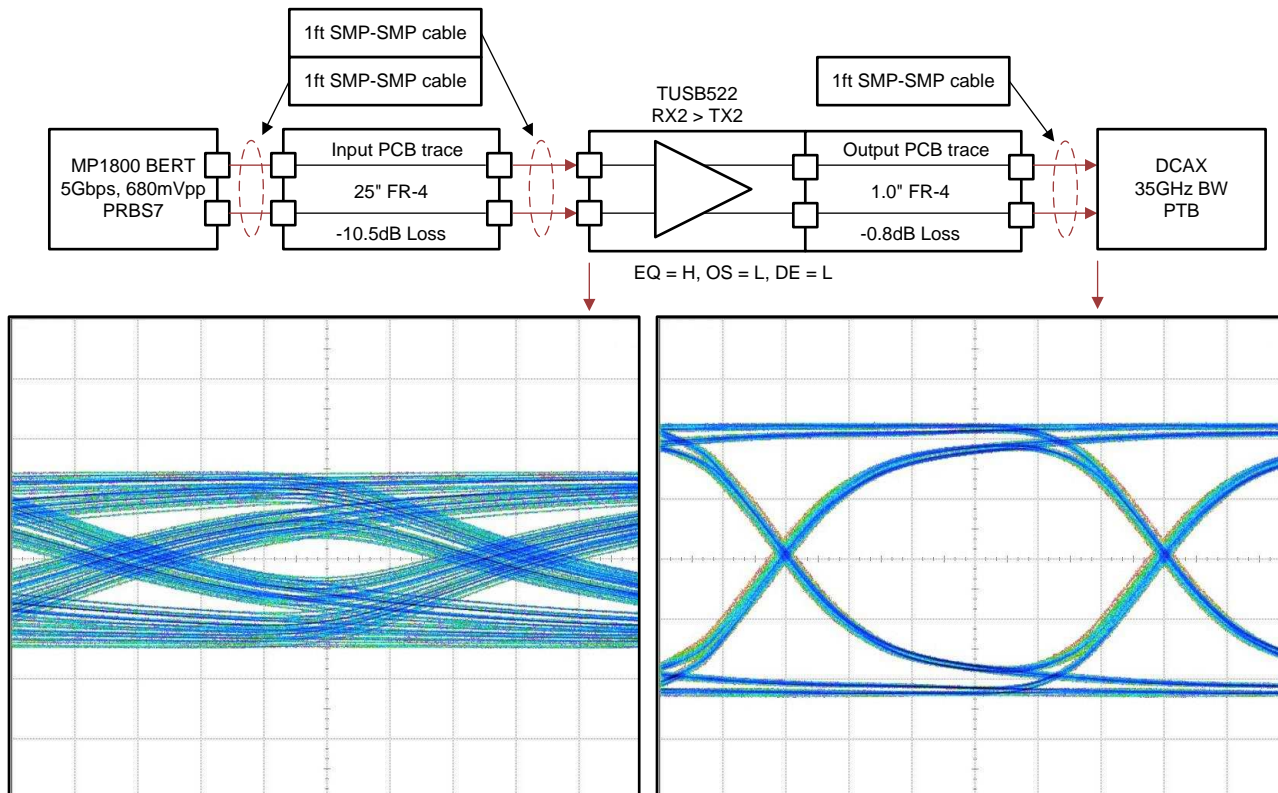 1ft SMP-SMP cable
1ft SMP-SMP cable
1ft SMP-SMP cable
TUSB522
RX2 > TX2
MP1800 BERT
5Gbps, 680mVpp
PRBS7
Input PCB trace
25" FR-4
-10.5dB Loss
Output PCB trace
1.0" FR-4
-0.8dB Loss
DCAX
35GHz BW
PTB
EQ = H, OS = L, DE = L